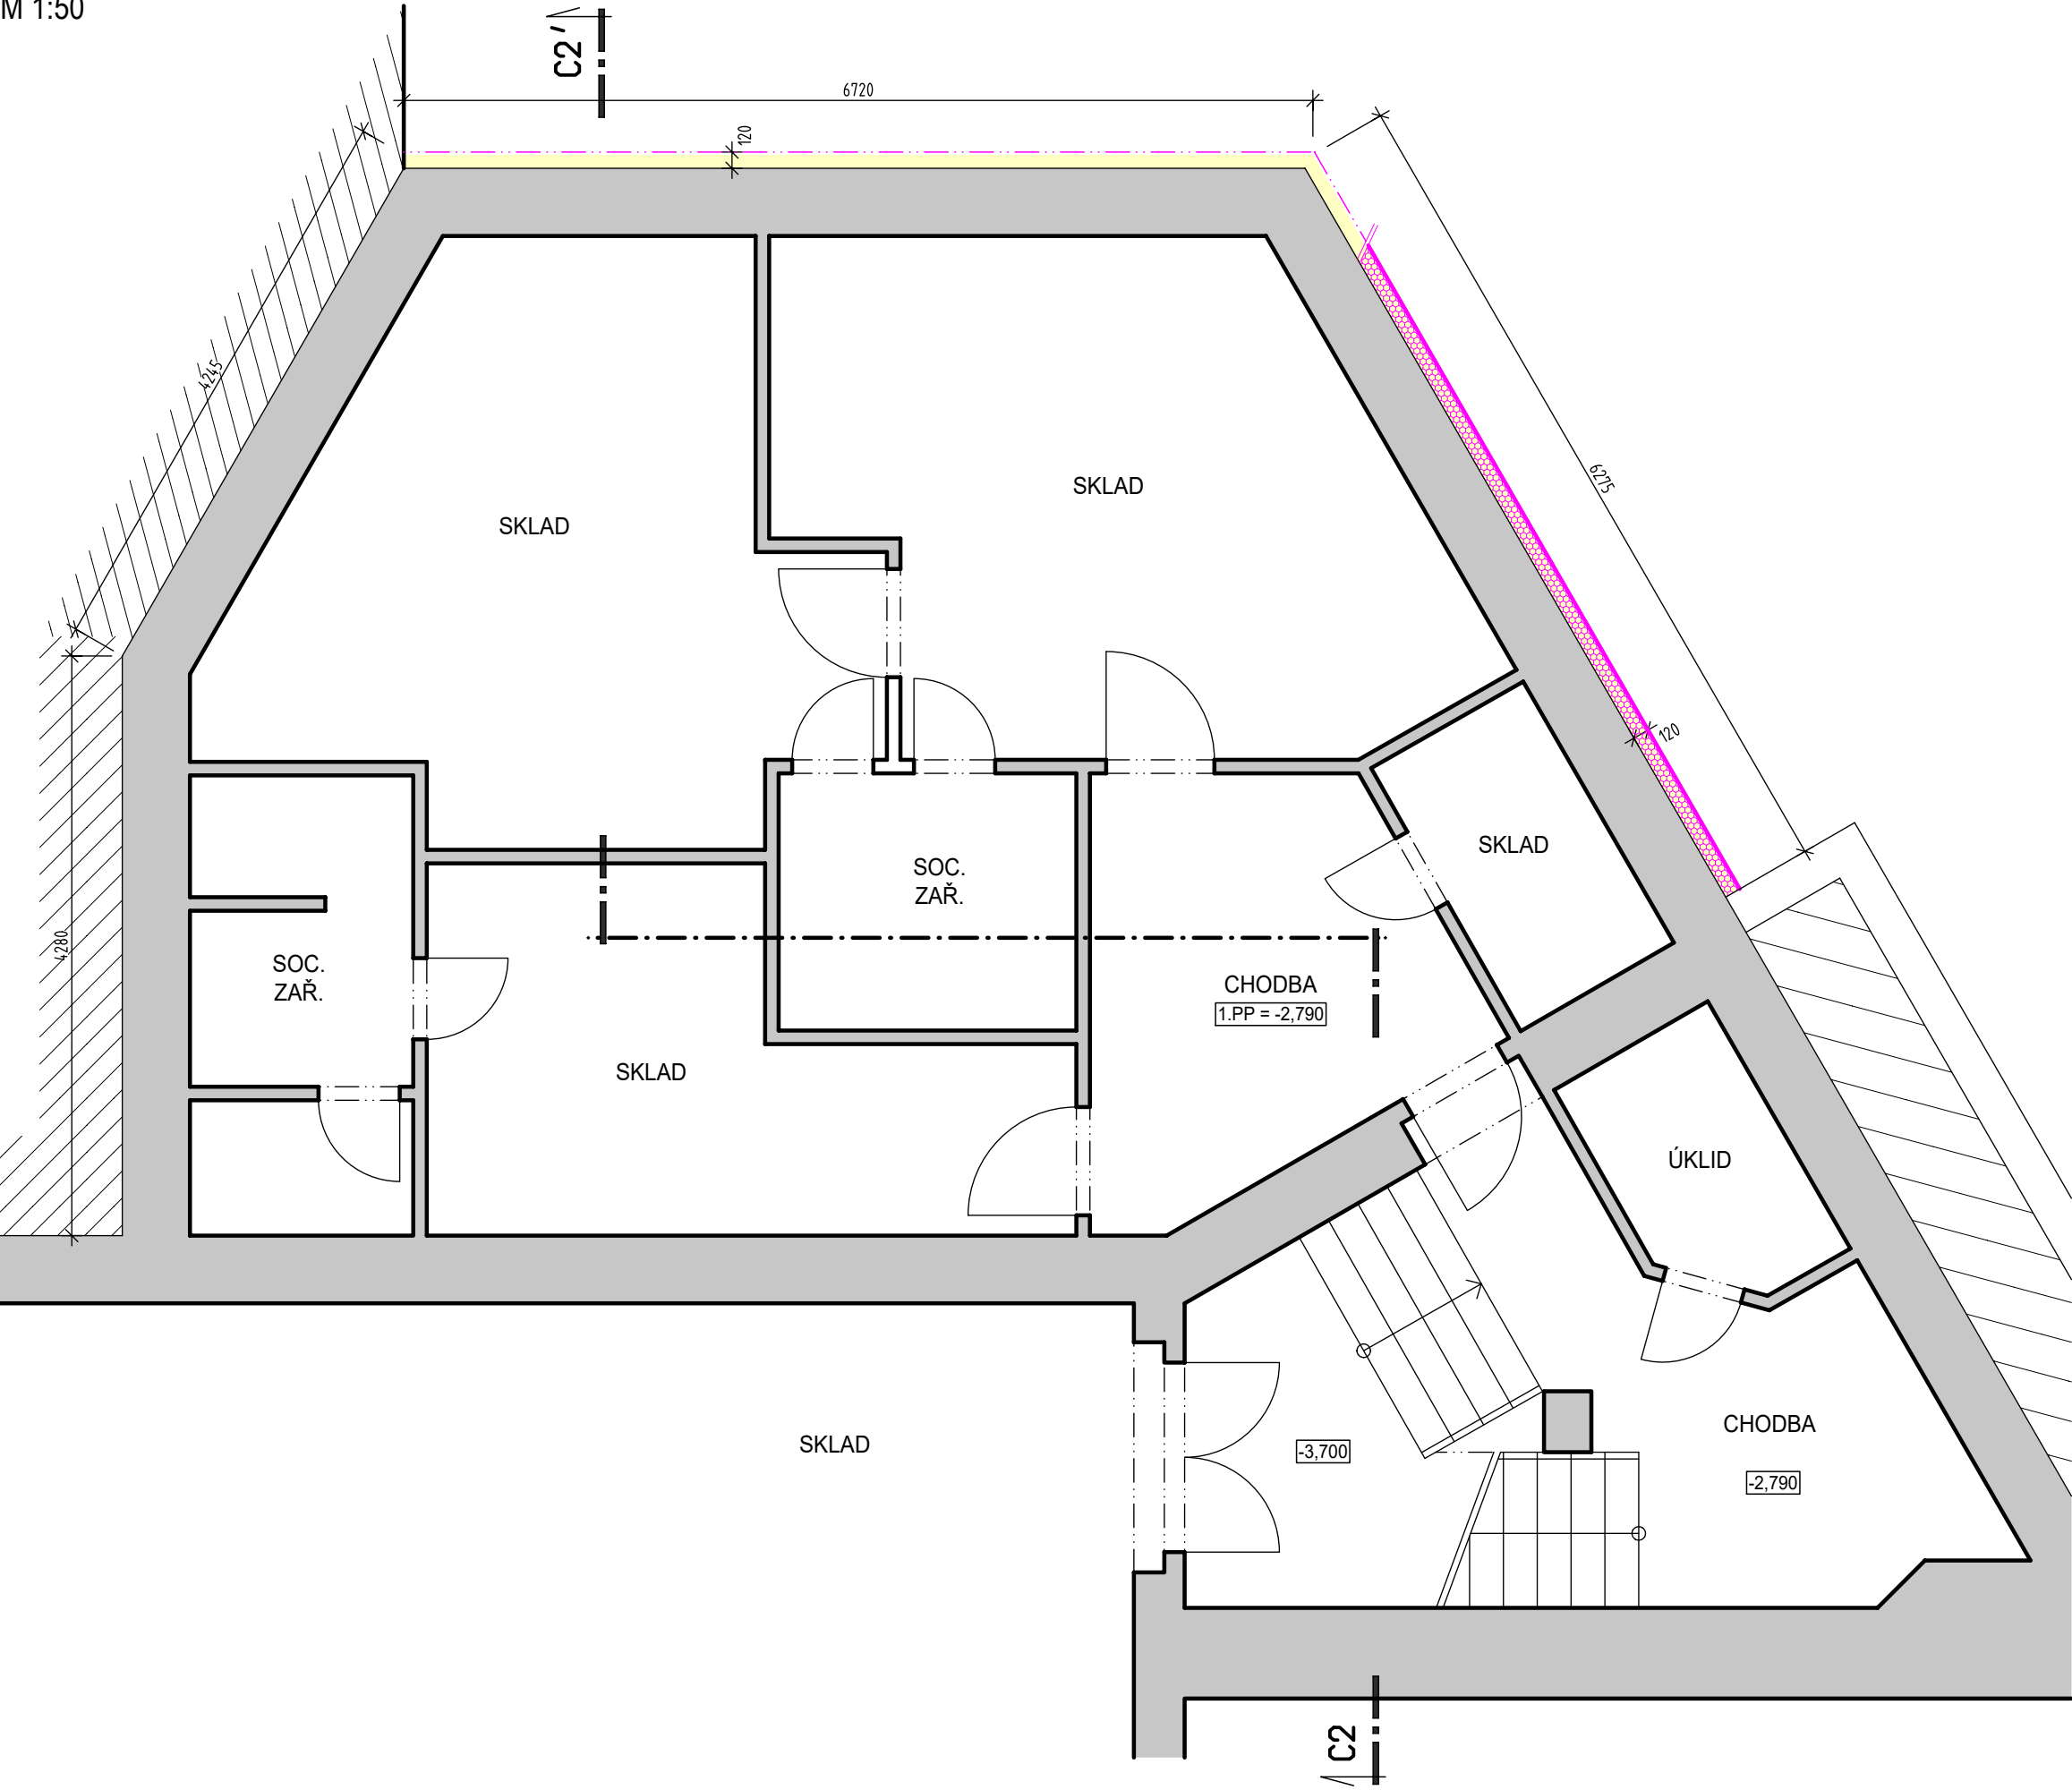 M 1:50
C2'
6720
120
4245
6275
SKLAD
SKLAD
120
SKLAD
SOC.
ZAŘ.
4280
SOC.
ZAŘ.
CHODBA
1.PP = -2,790
SKLAD
ÚKLID
SKLAD
-3,700
CHODBA
-2,790
C2